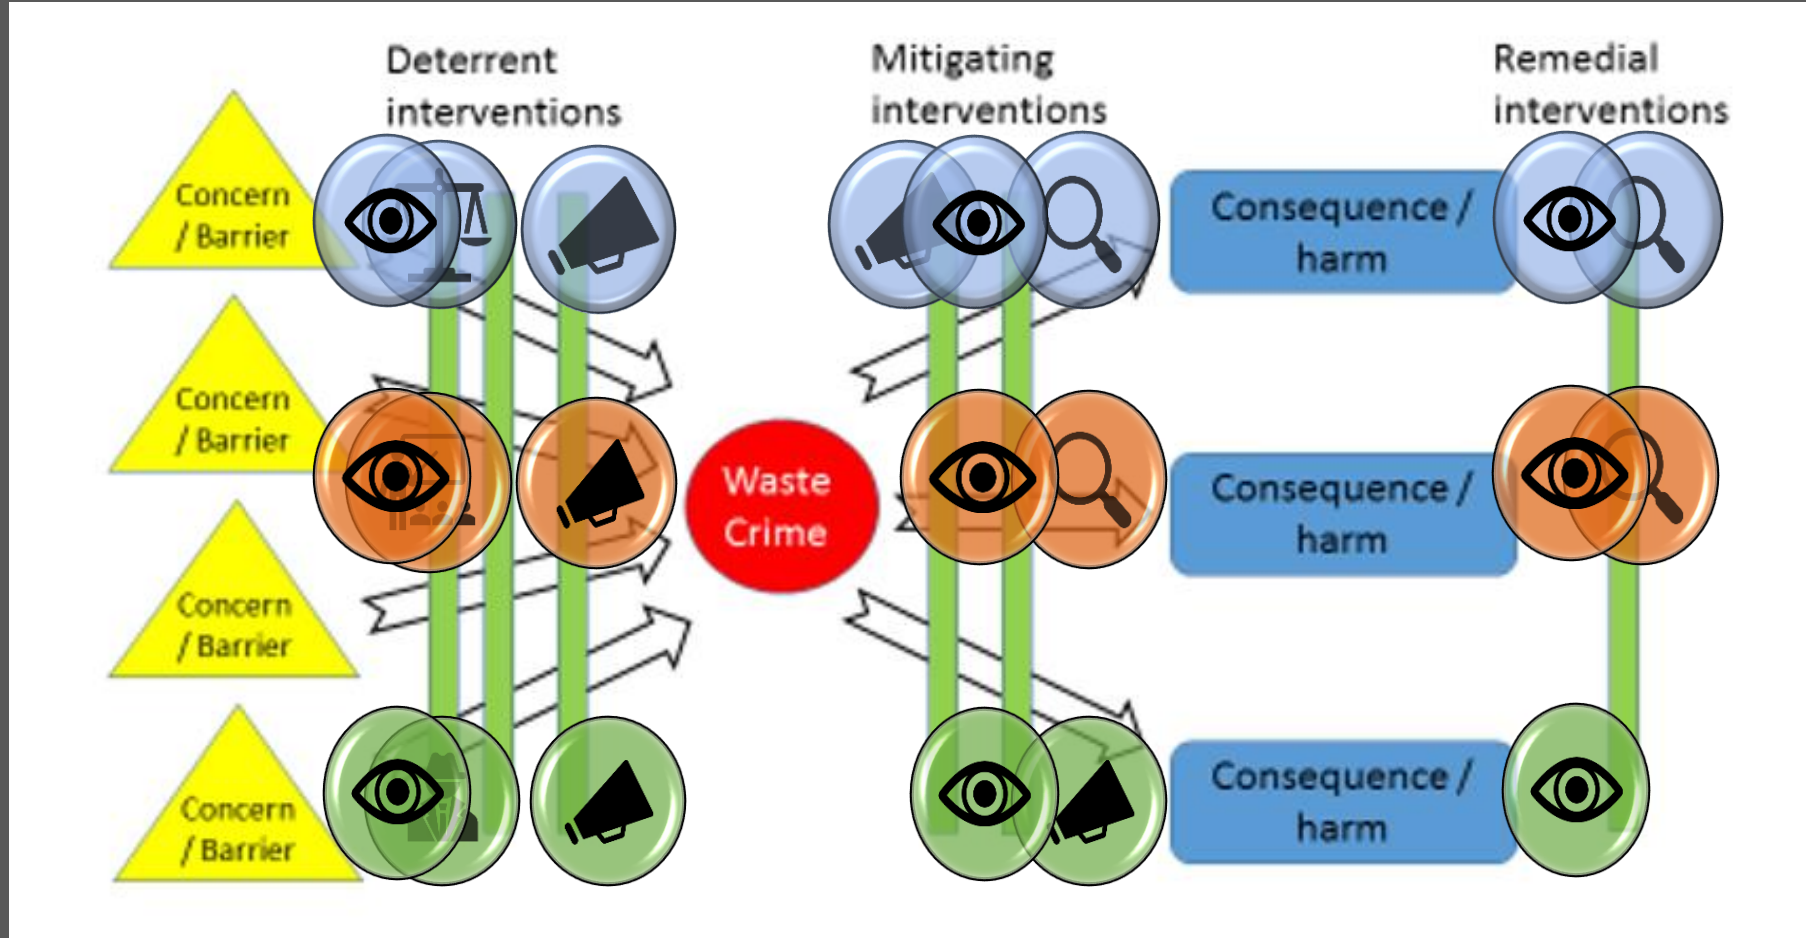 Deterrent
interventions
Mitigating
interventions
Remedial
interventions
Concern
/ Barrier
Concern
/ Barrier
Concern
/ Barrier
Concern
/ Barrier
Waste
Crime
Consequence /
harm
Consequence /
harm
Consequence /
harm